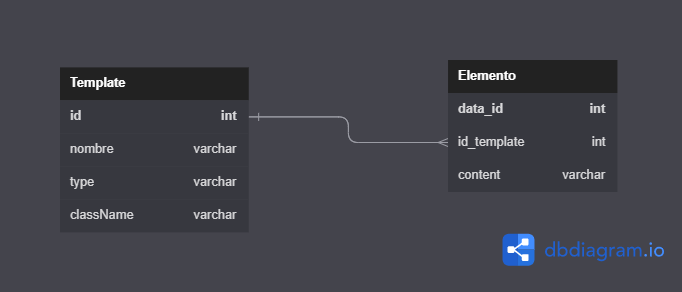 Template
id int
nombre varchar
type varchar
className varchar
Elemento
data_id int
id_template int
content varchar
dbdiagram.io